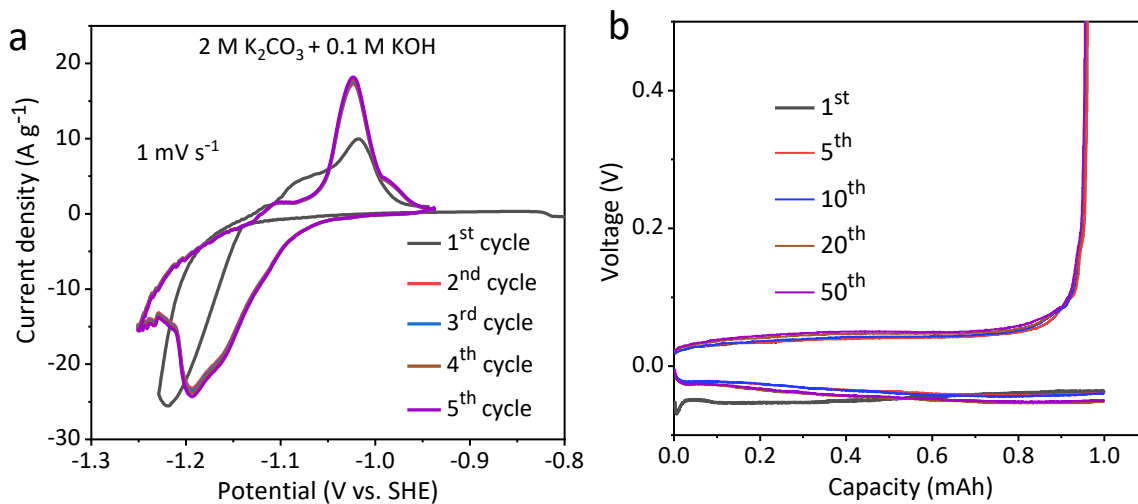 a
2 M K₂CO₃ + 0.1 M KOH
1 mV s⁻¹
Current density (A g⁻¹)
20
10
0
-10
-20
-30
1ˢᵗ cycle
2ⁿᵈ cycle
3ʳᵈ cycle
4ᵗʰ cycle
5ᵗʰ cycle
-1.3 -1.2 -1.1 -1.0 -0.9 -0.8
Potential (V vs. SHE)
b
Voltage (V)
0.4
0.2
0.0
1ˢᵗ
5ᵗʰ
10ᵗʰ
20ᵗʰ
50ᵗʰ
0.0 0.2 0.4 0.6 0.8 1.0
Capacity (mAh)